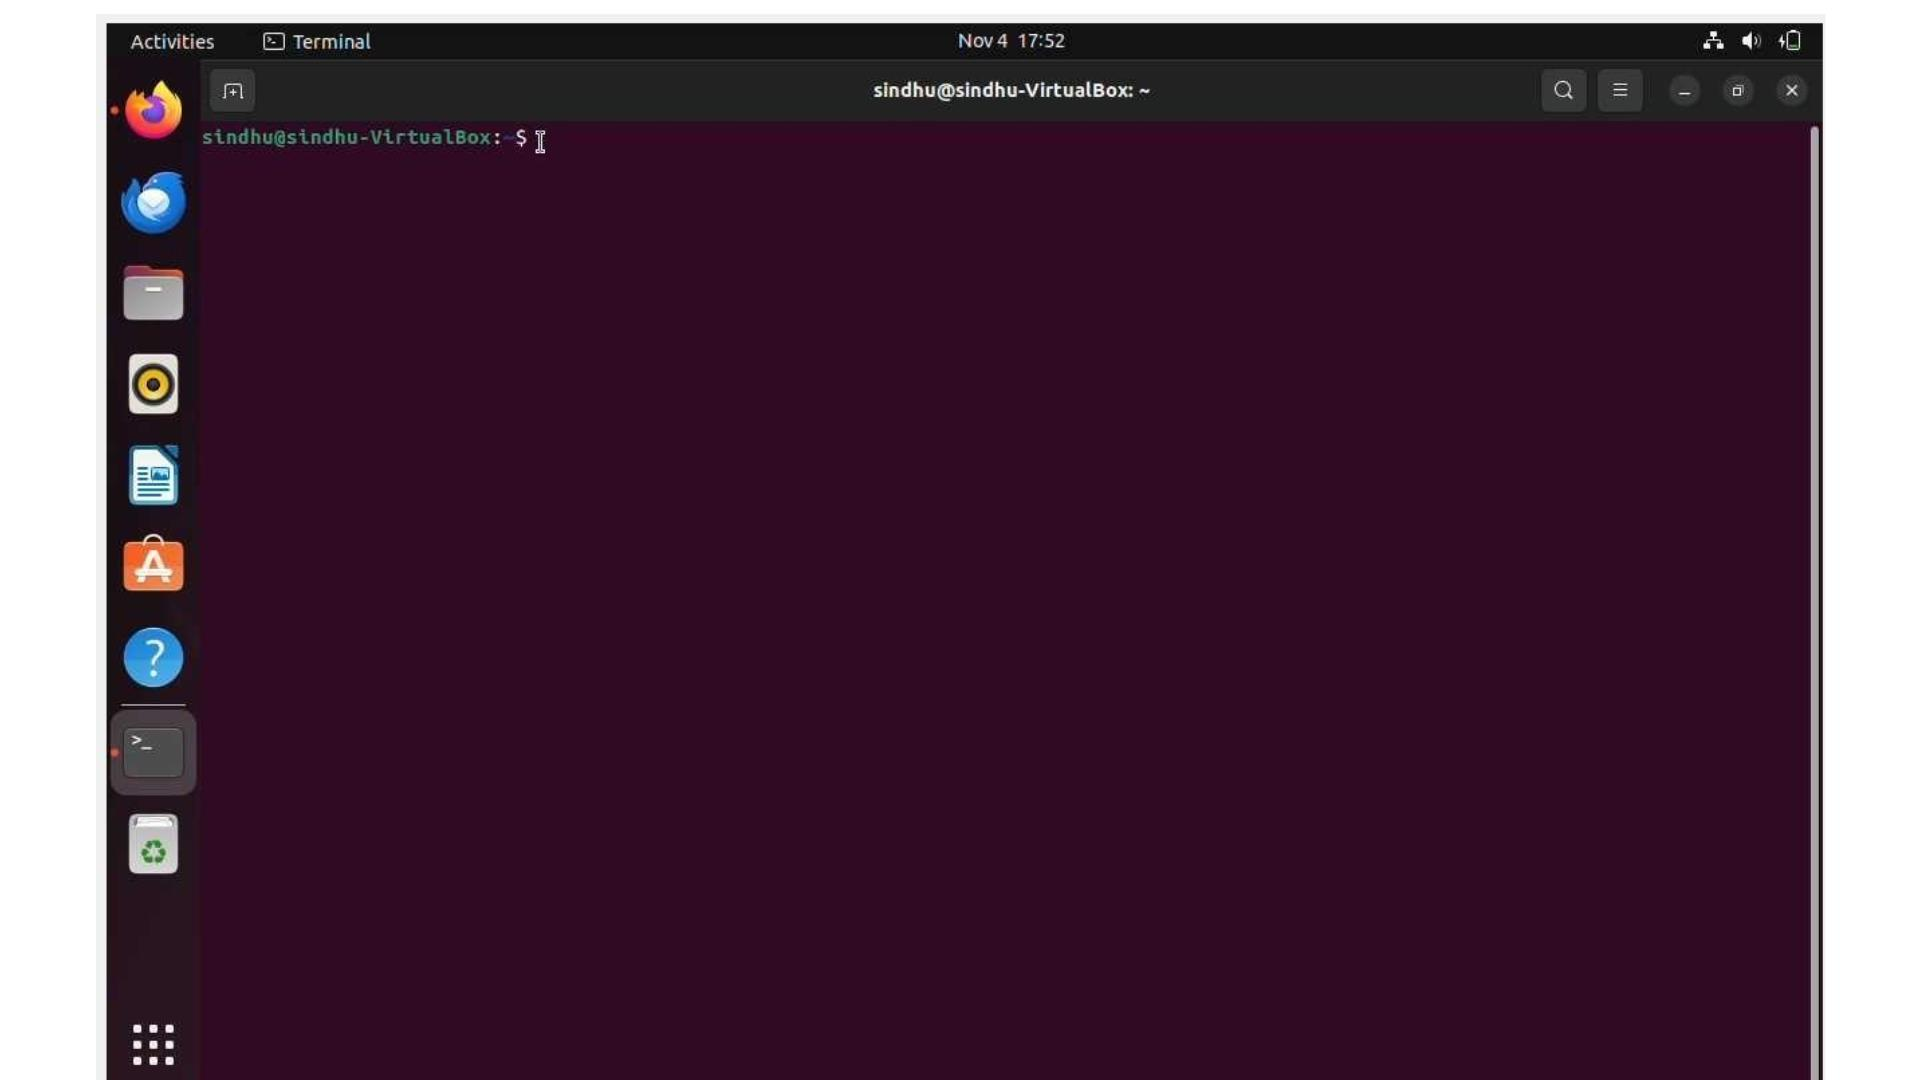 Activities Terminal Nov 4 17:52
sindhu@sindhu-VirtualBox: ~
sindhu@sindhu-VirtualBox:~$